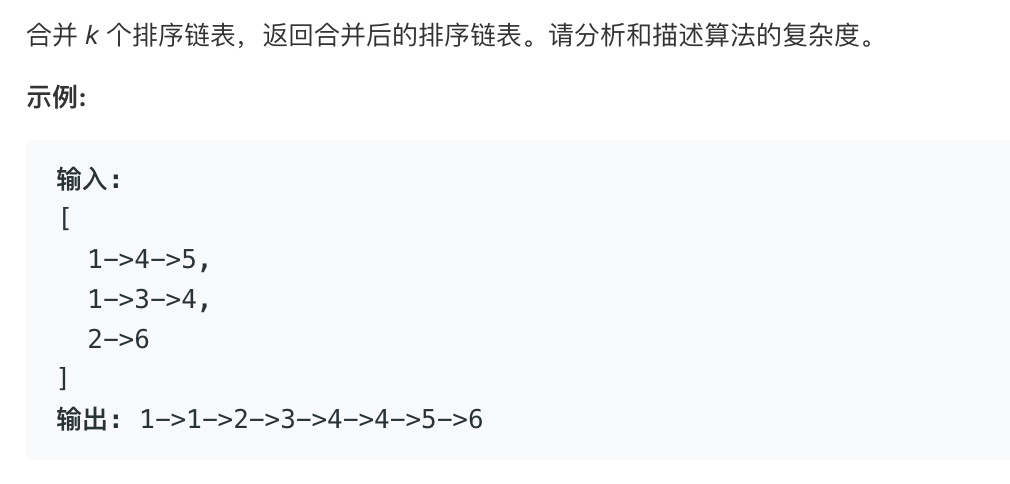 合并 k 个排序链表，返回合并后的排序链表。请分析和描述算法的复杂度。
示例:
输入:
[
  1->4->5,
  1->3->4,
  2->6
]
输出: 1->1->2->3->4->4->5->6